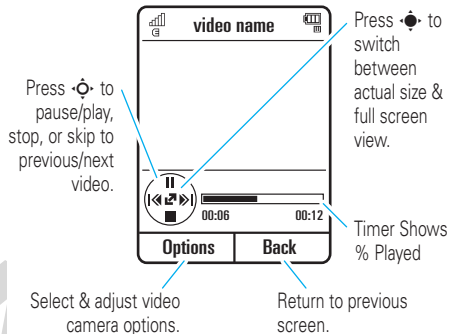 video name
Press to
switch
between
actual size &
full screen
view.
Press to
pause/play,
stop, or skip to
previous/next
video.
00:06 00:12
Options Back
Timer Shows
% Played
Select & adjust video
camera options.
Return to previous
screen.